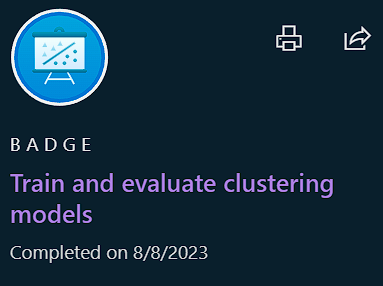 BADGE
Train and evaluate clustering
models
Completed on 8/8/2023